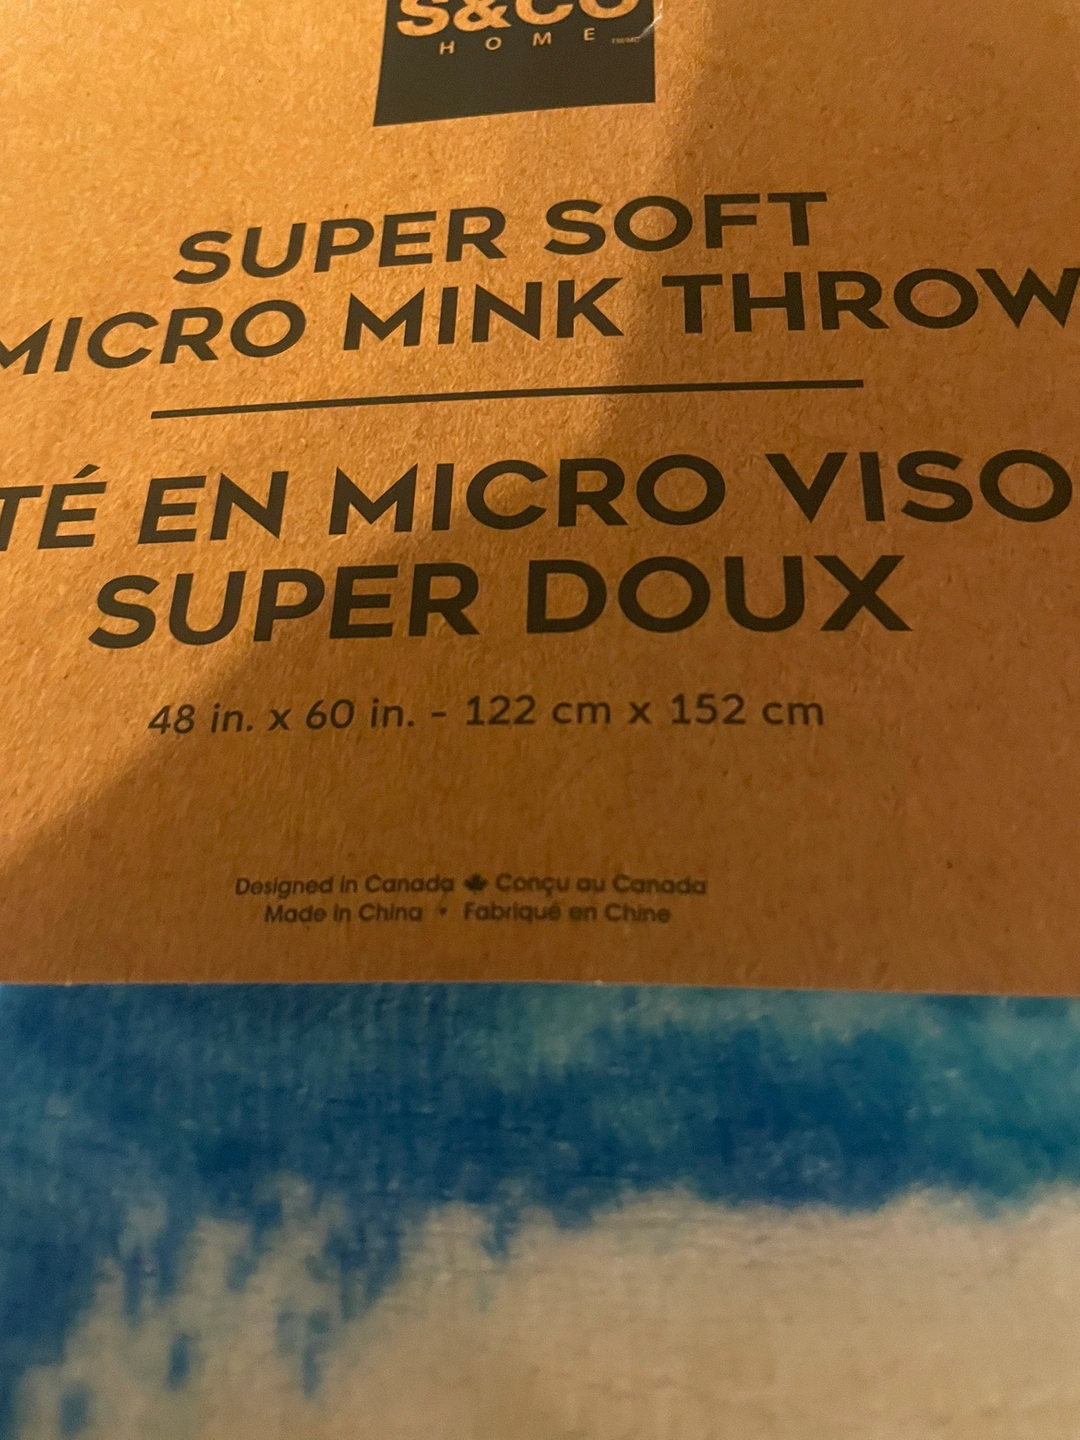 S&CO
HOME
SUPER SOFT
MICRO MINK THROW
TÉ EN MICRO VISO
SUPER DOUX
48 in. x 60 in. - 122 cm x 152 cm
Designed in Canada Conçu au Canada
Made in China • Fabriqué en Chine